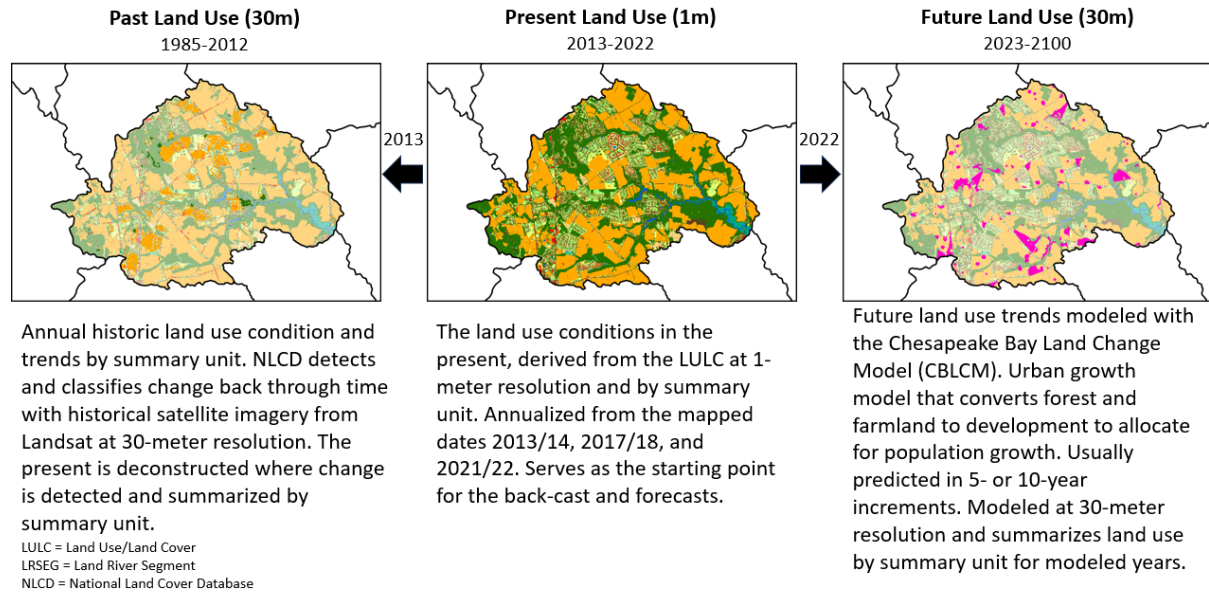 Past Land Use (30m)
1985-2012
Present Land Use (1m)
2013-2022
Future Land Use (30m)
2023-2100
2013
2022
Annual historic land use condition and
trends by summary unit. NLCD detects
and classifies change back through time
with historical satellite imagery from
Landsat at 30-meter resolution. The
present is deconstructed where change
is detected and summarized by
summary unit.
LULC = Land Use/Land Cover
LRSEG = Land River Segment
NLCD = National Land Cover Database
The land use conditions in the
present, derived from the LULC at 1-
meter resolution and by summary
unit. Annualized from the mapped
dates 2013/14, 2017/18, and
2021/22. Serves as the starting point
for the back-cast and forecasts.
Future land use trends modeled with
the Chesapeake Bay Land Change
Model (CBLCM). Urban growth
model that converts forest and
farmland to development to allocate
for population growth. Usually
predicted in 5- or 10-year
increments. Modeled at 30-meter
resolution and summarizes land use
by summary unit for modeled years.